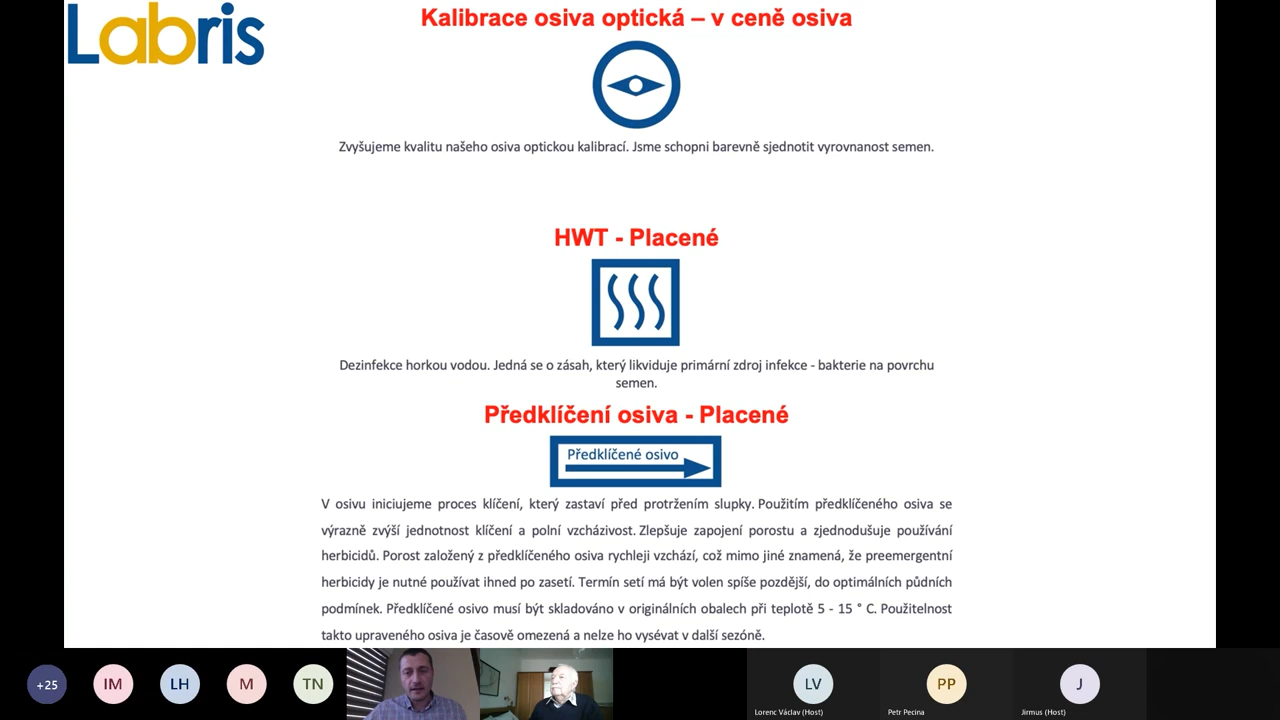 Labris
Kalibrace osiva optická – v ceně osiva
Zvyšujeme kvalitu našeho osiva optickou kalibrací. Jsme schopni barevně sjednotit vyrovnanost semen.
HWT - Placené
Dezinfekce horkou vodou. Jedná se o zásah, který likviduje primární zdroj infekce - bakterie na povrchu
semen.
Předklíčení osiva - Placené
Předklíčené osivo
V osivu iniciujeme proces klíčení, který zastaví před protržením slupky. Použitím předklíčeného osiva se
výrazně zvýší jednotnost klíčení a polní vzcházivost. Zlepšuje zapojení porostu a zjednodušuje používání
herbicidů. Porost založený z předklíčeného osiva rychleji vzchází, což mimo jiné znamená, že preemergentní
herbicidy je nutné používat ihned po zasetí. Termín setí má být volen spíše pozdější, do optimálních půdních
podmínek. Předklíčené osivo musí být skladováno v originálních obalech při teplotě 5 - 15 ° C. Použitelnost
takto upraveného osiva je časově omezená a nelze ho vysévat v další sezóně.
+25
IM
LH
M
TN
LV
PP
J
Lorenc Václav (Host)
Petr Pecina
Jirmus (Host)